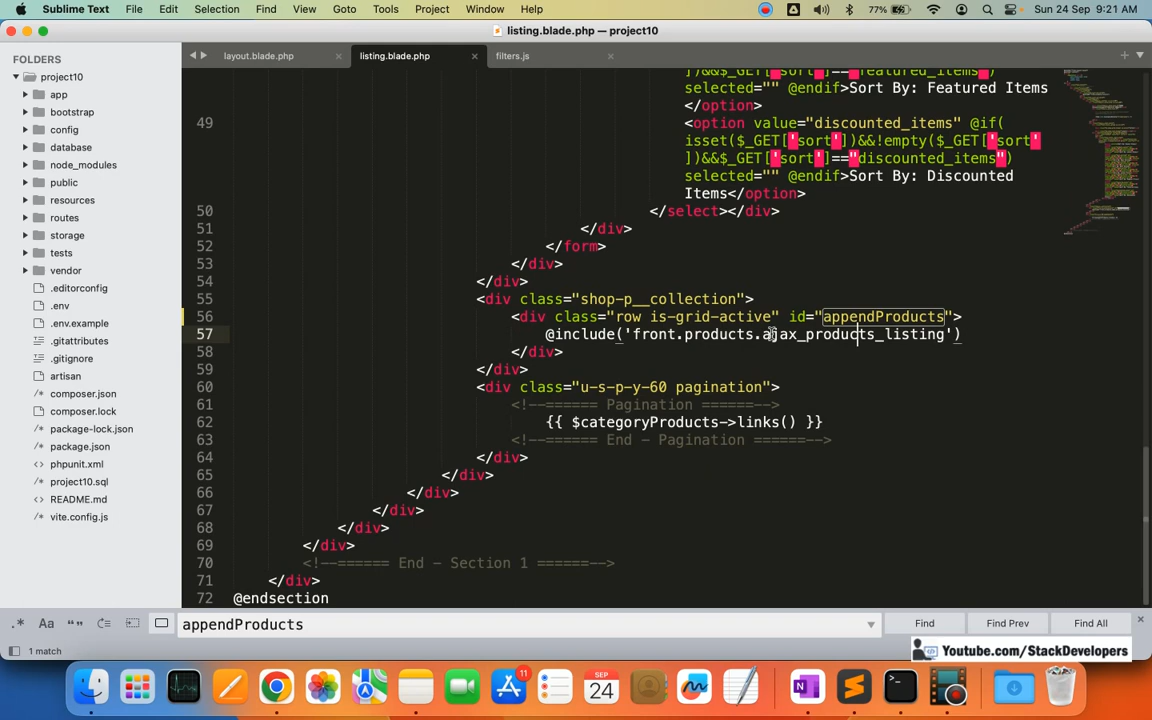 Sublime Text File Edit Selection Find View Goto Tools Project Window Help 77% Sun 24 Sep 9:21 AM
listing.blade.php — project10
FOLDERS
project10
app
bootstrap
config
database
node_modules
public
resources
routes
storage
tests
vendor
.editorconfig
.env
.env.example
.gitattributes
.gitignore
artisan
composer.json
composer.lock
package-lock.json
package.json
phpunit.xml
project10.sql
README.md
vite.config.js
layout.blade.php × listing.blade.php × filters.js ×
])&&$_GET['sort']=="featured_items")
selected="" @endif>Sort By: Featured Items
</option>
49 <option value="discounted_items" @if(
isset($_GET['sort'])&&!empty($_GET['sort'
])&&$_GET['sort']=="discounted_items")
selected="" @endif>Sort By: Discounted
Items</option>
50 </select></div>
51 </div>
52 </form>
53 </div>
54 </div>
55 <div class="shop-p__collection">
56 <div class="row is-grid-active" id="appendProducts">
57 @include('front.products.ajax_products_listing')
58 </div>
59 </div>
60 <div class="u-s-p-y-60 pagination">
61 <!--====== Pagination ======-->
62 {{ $categoryProducts->links() }}
63 <!--====== End - Pagination ======-->
64 </div>
65 </div>
66 </div>
67 </div>
68 </div>
69 </div>
70 <!--====== End - Section 1 ======-->
71 </div>
72 @endsection
.* Aa “” appendProducts Find Find Prev Find All
1 match
Youtube.com/StackDevelopers
11
SEP
24